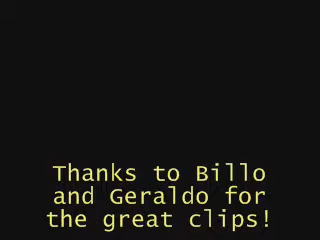 Thanks to Billo
and Geraldo for
the great clips!